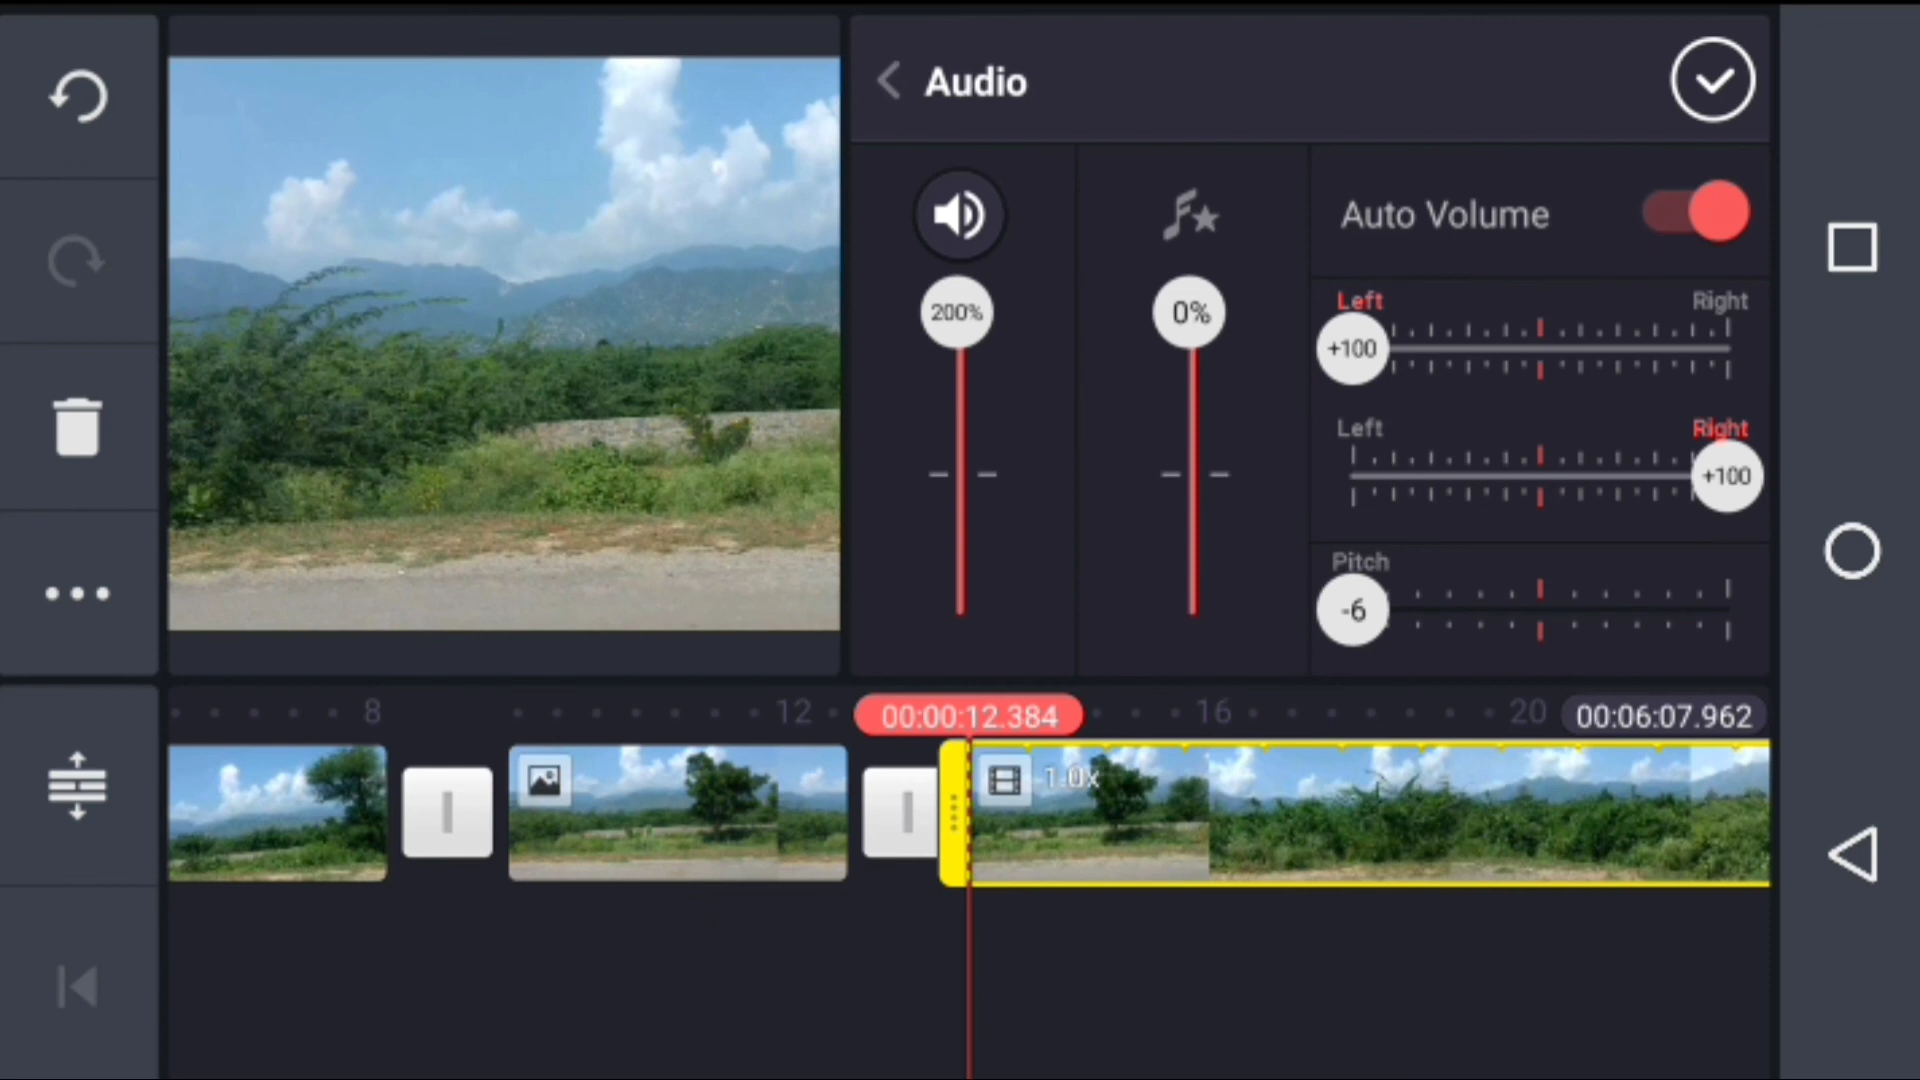 Audio
Auto Volume
200%
0%
Left Right
+100
Left Right
+100
Pitch
-6
8 12 00:00:12.384 16 20 00:06:07.962
1.0x